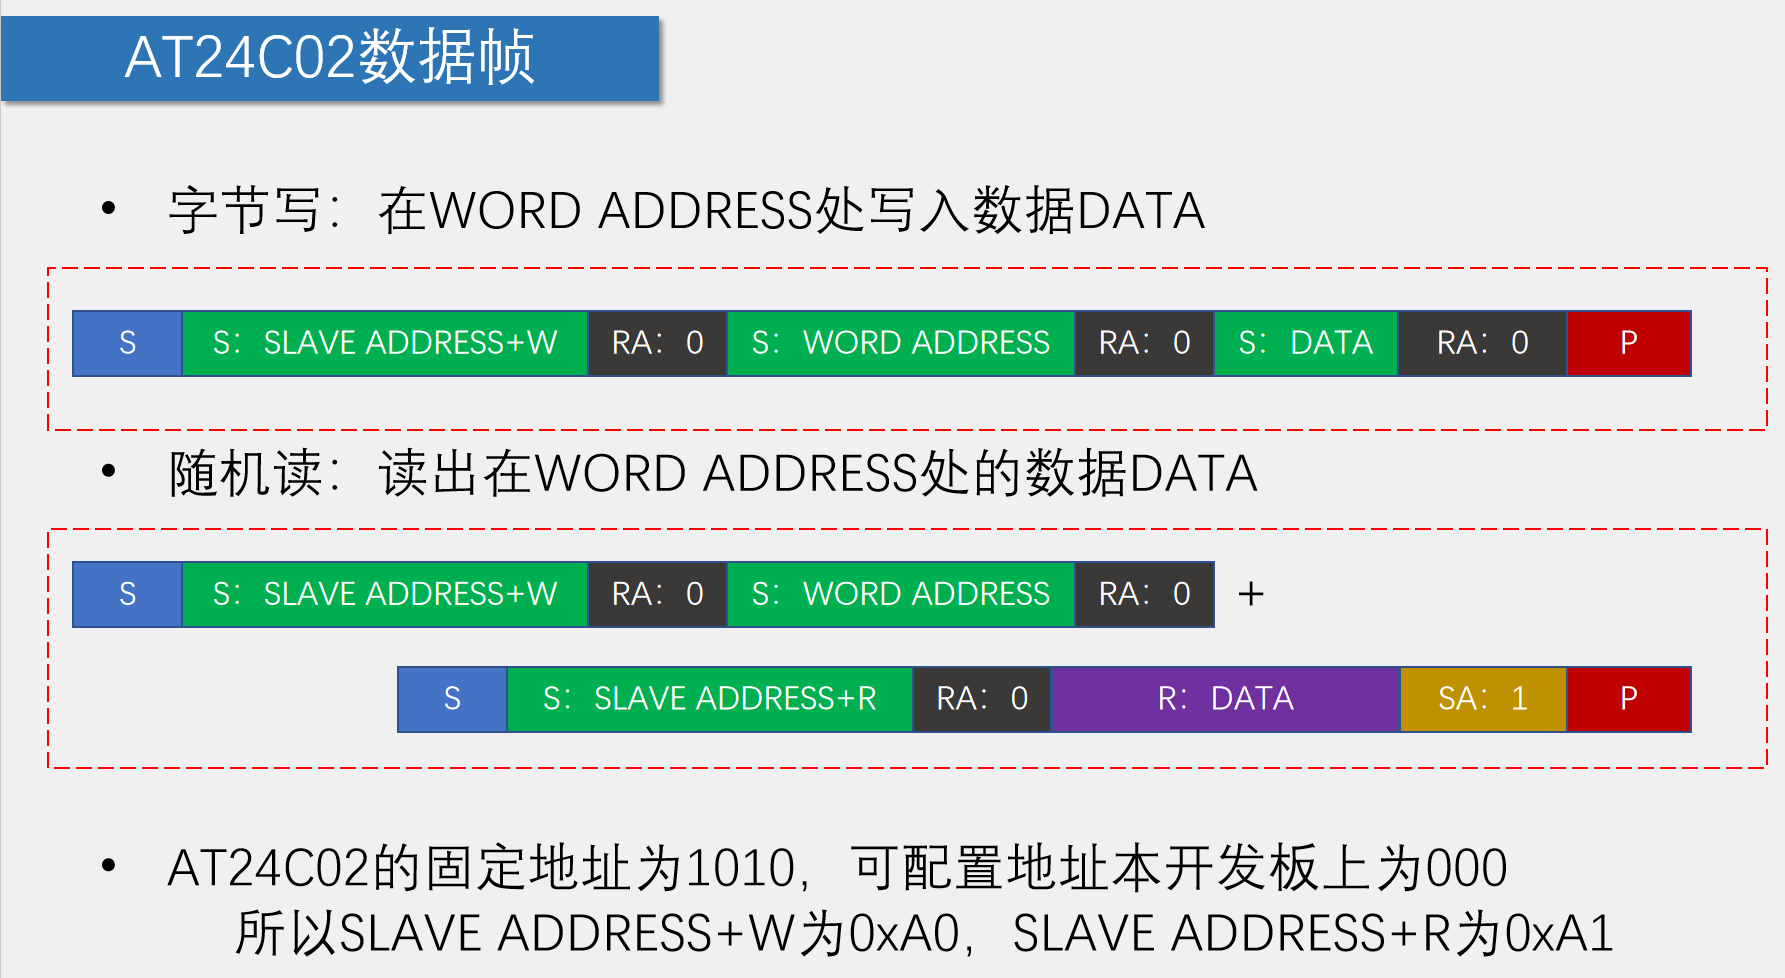 AT24C02数据帧
• 字节写：在WORD ADDRESS处写入数据DATA
S S：SLAVE ADDRESS+W RA：0 S：WORD ADDRESS RA：0 S：DATA RA：0 P
• 随机读：读出在WORD ADDRESS处的数据DATA
S S：SLAVE ADDRESS+W RA：0 S：WORD ADDRESS RA：0 +
S S：SLAVE ADDRESS+R RA：0 R：DATA SA：1 P
• AT24C02的固定地址为1010，可配置地址本开发板上为000
所以SLAVE ADDRESS+W为0xA0，SLAVE ADDRESS+R为0xA1